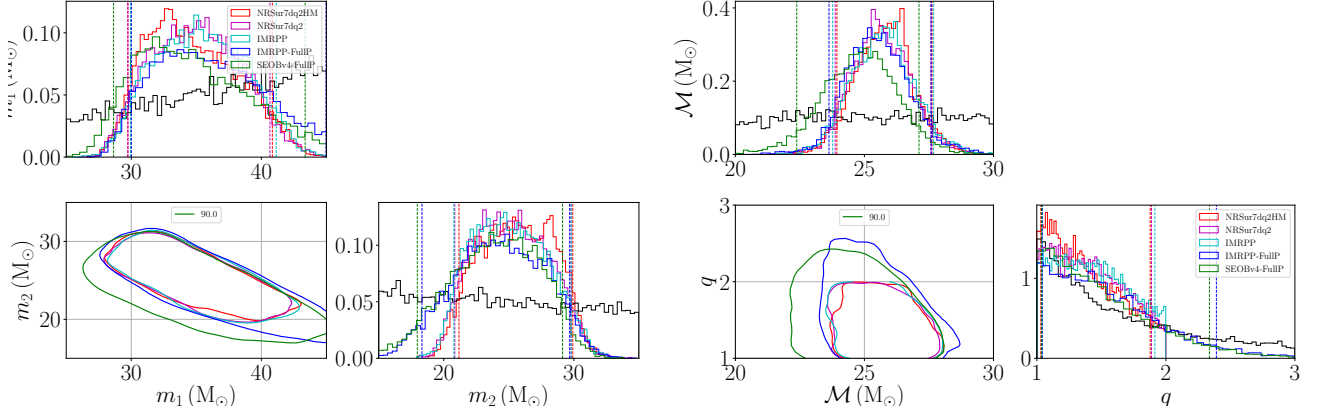 0.10
0.05
0.00
m₁ (M⊙)
30
40
NRSur7dq2HM
NRSur7dq2
IMRPP
IMRPP-FullP
SEOBv4-FullP
0.4
0.2
0.0
ℳ (M⊙)
20
25
30
30
20
m₂ (M⊙)
90.0
30
40
m₁ (M⊙)
0.10
0.05
0.00
20
30
m₂ (M⊙)
3
2
1
q
90.0
20
25
30
ℳ (M⊙)
1
0
NRSur7dq2HM
NRSur7dq2
IMRPP
IMRPP-FullP
SEOBv4-FullP
1
2
3
q